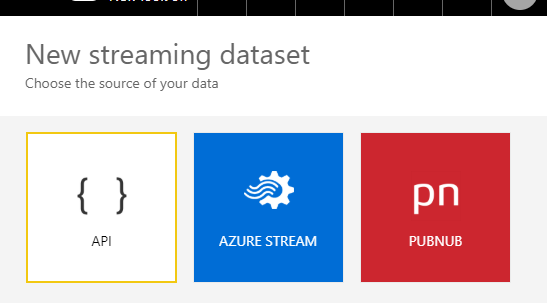 New streaming dataset
Choose the source of your data
{ }
pn
API
AZURE STREAM
PUBNUB